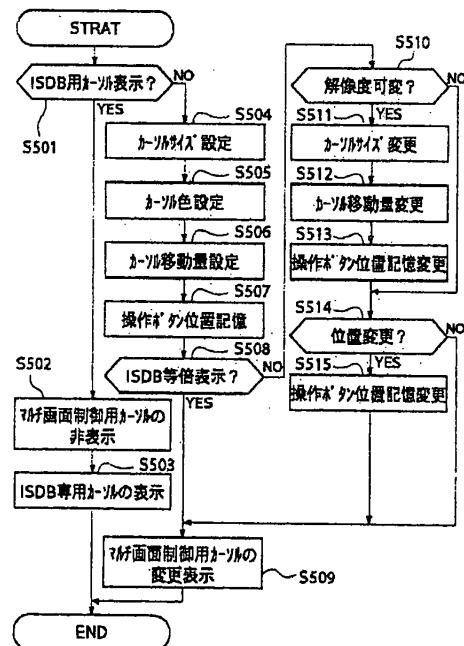 STRAT
ISDB用カーソル表示?
NO
YES
S501
S504
カーソルサイズ設定
S505
カーソル色設定
S506
カーソル移動量設定
S507
操作ボタン位置記憶
S508
ISDB等倍表示?
NO
YES
S502
マルチ画面制御用カーソルの
非表示
S503
ISDB専用カーソルの表示
S510
解像度可変?
NO
YES
S511
カーソルサイズ変更
S512
カーソル移動量変更
S513
操作ボタン位置記憶変更
S514
位置変更?
NO
YES
S515
操作ボタン位置記憶変更
マルチ画面制御用カーソルの
変更表示
S509
END